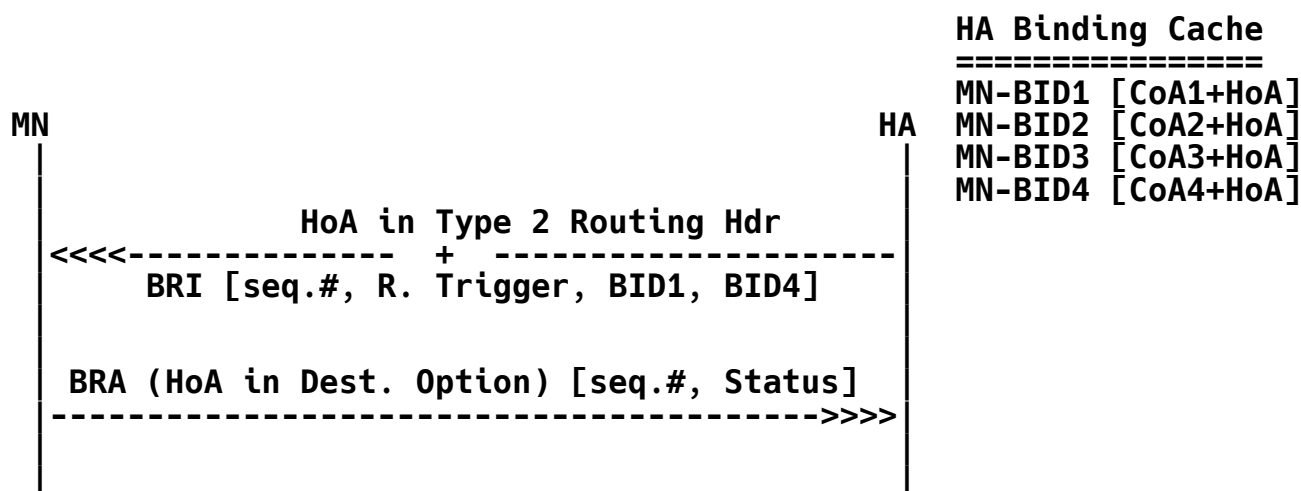 HA Binding Cache
================
MN-BID1 [CoA1+HoA]
MN HA MN-BID2 [CoA2+HoA]
MN-BID3 [CoA3+HoA]
MN-BID4 [CoA4+HoA]
HoA in Type 2 Routing Hdr
<<<<-------------- + ---------------------
BRI [seq.#, R. Trigger, BID1, BID4]
BRA (HoA in Dest. Option) [seq.#, Status]
---------------------------------------->>>>